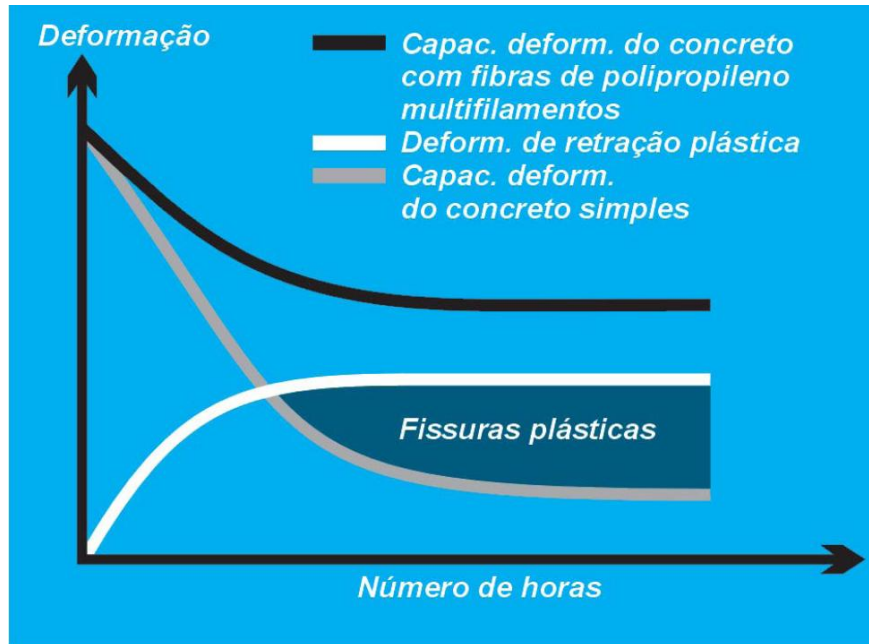 Deformação
Capac. deform. do concreto
com fibras de polipropileno
multifilamentos
Deform. de retração plástica
Capac. deform.
do concreto simples
Fissuras plásticas
Número de horas